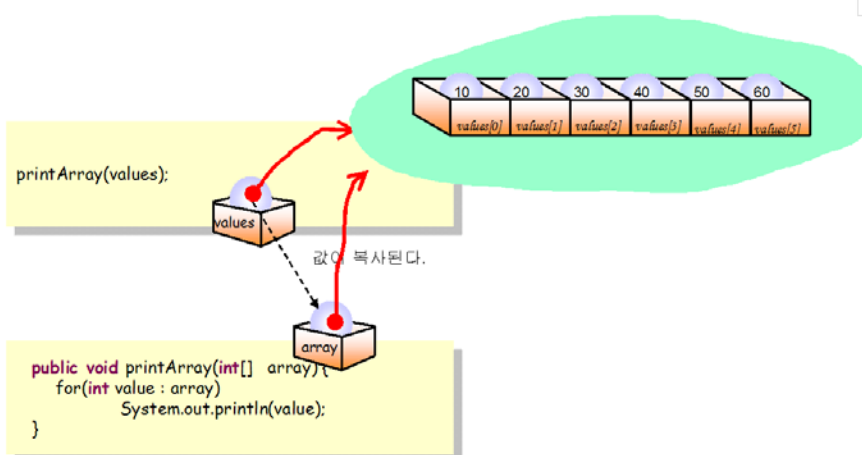 10 20 30 40 50 60
values[0] values[1] values[2] values[3] values[4] values[5]
printArray(values);
values
값이 복사된다.
array
public void printArray(int[] array){
for(int value : array)
System.out.println(value);
}